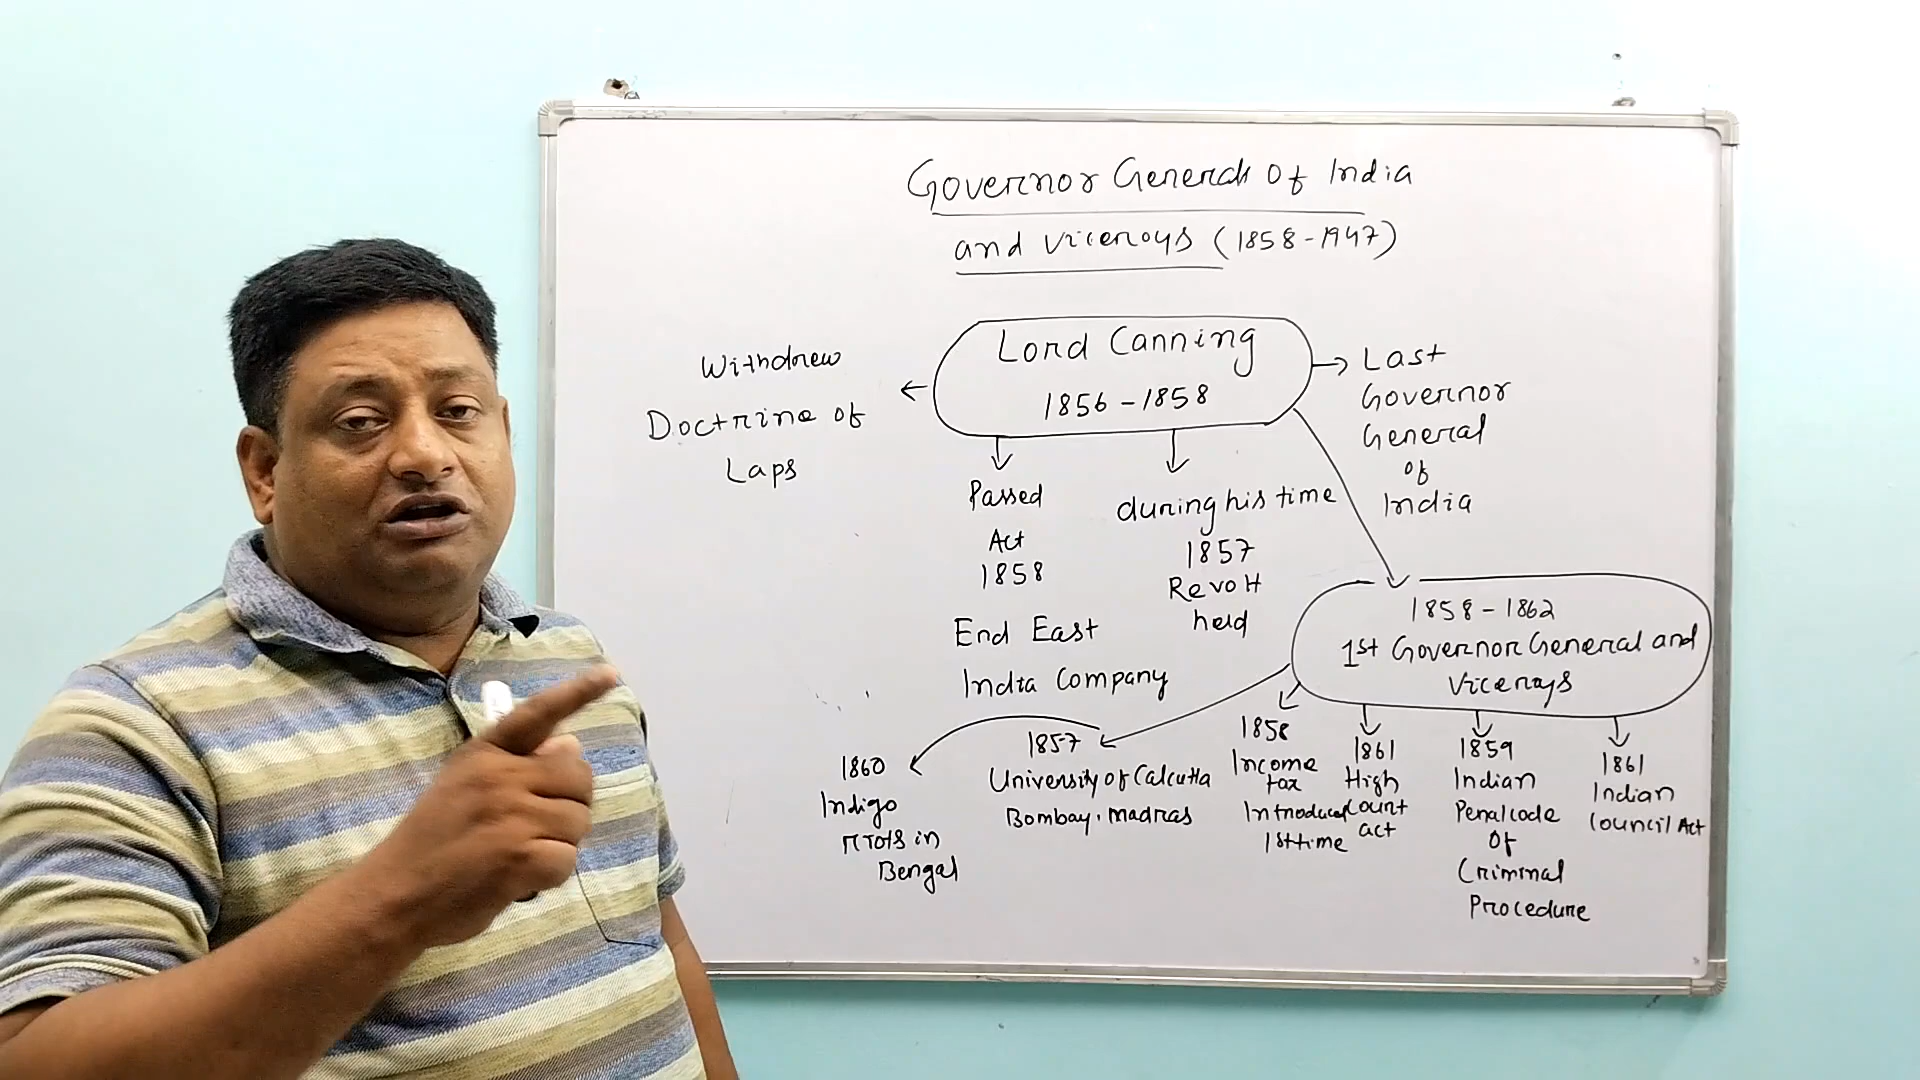 Governor Generals Of India
and Viceroys (1858-1947)
Lord Canning
1856 - 1858
Withdrew
Doctrine of
Laps
Last
Governor
General
of
India
Passed
Act
1858
End East
India Company
during his time
1857
Revolt
held
1858 - 1862
1st Governor General and
Viceroys
1860
Indigo
riots in
Bengal
1857
University of Calcutta
Bombay, madras
1858
Income
tax
Introduced
1st time
1861
High
Court
act
1859
Indian
Penal code
Of
Criminal
Procedure
1861
Indian
Council Act